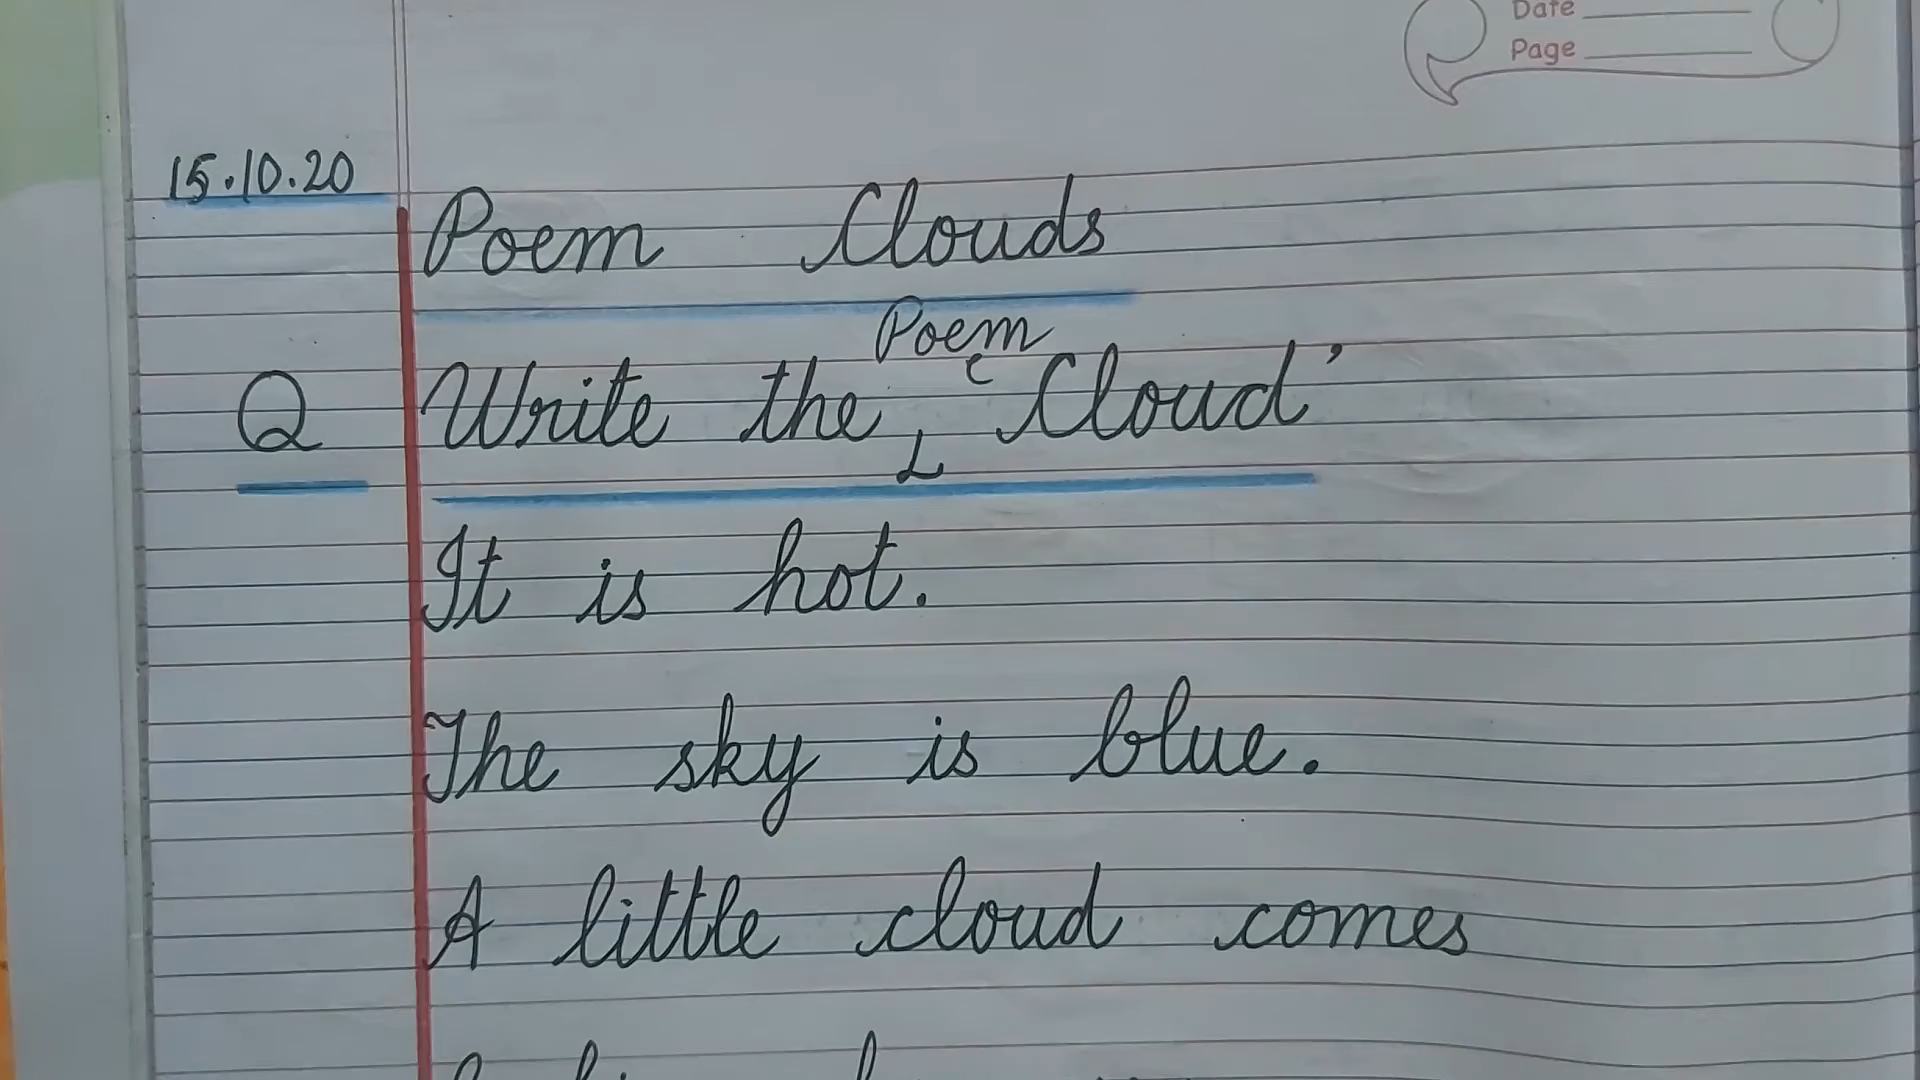 Date
Page
15.10.20
Poem Clouds
Poem
Q Write the 'Cloud'
It is hot.
The sky is blue.
A little cloud comes